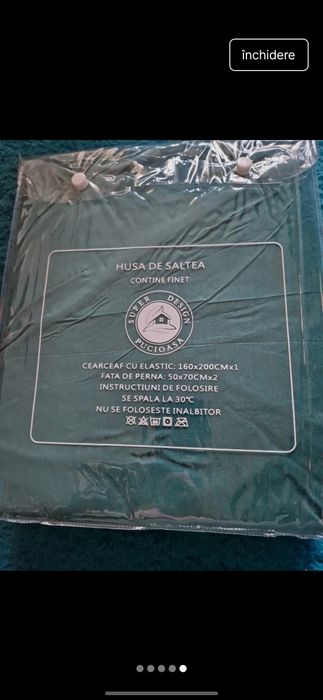 închidere
HUSA DE SALTEA
CONTINE FINET
SUPER DESIGN
PUCIOASA
CEARCEAF CU ELASTIC: 160x200CMx1
FATA DE PERNA: 50x70CMx2
INSTRUCTIUNI DE FOLOSIRE
SE SPALA LA 30°C
NU SE FOLOSESTE INALBITOR